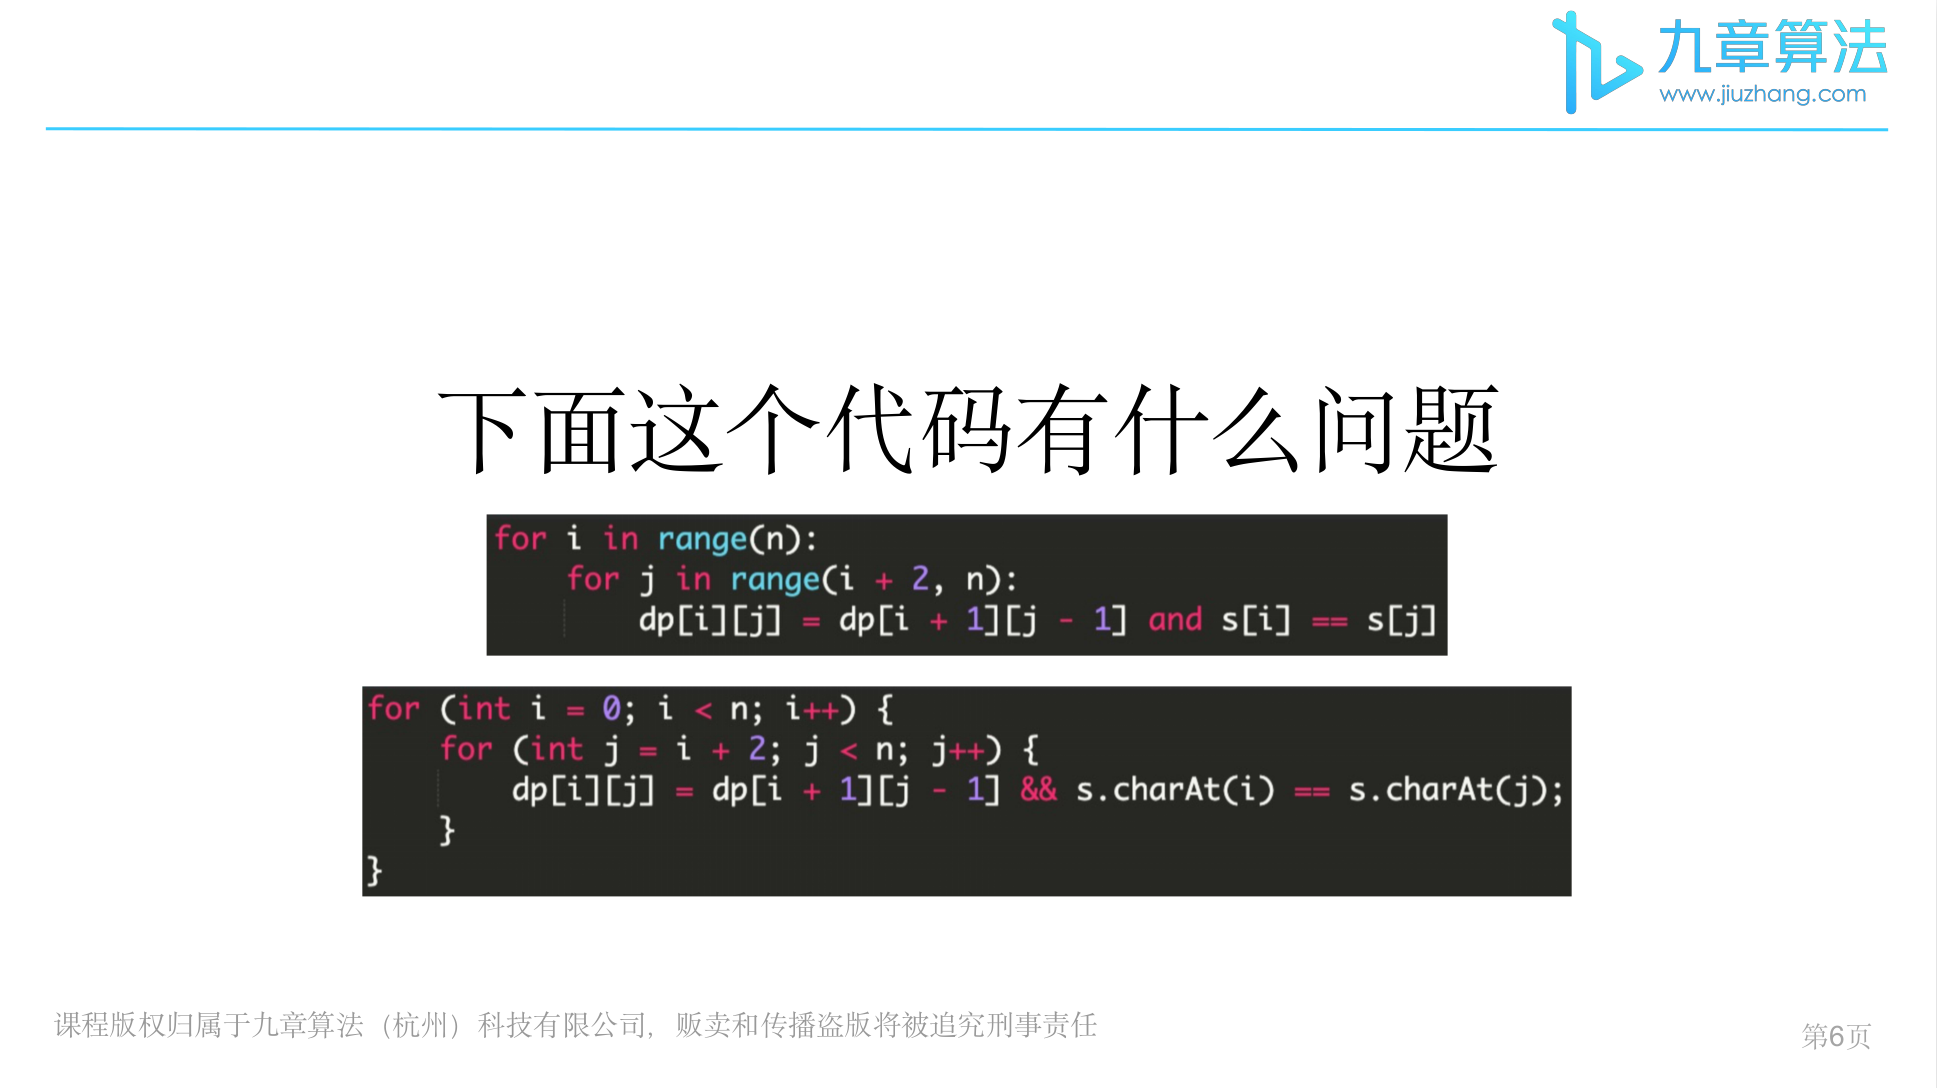 九章算法
www.jiuzhang.com
下面这个代码有什么问题
for i in range(n):
    for j in range(i + 2, n):
        dp[i][j] = dp[i + 1][j - 1] and s[i] == s[j]
for (int i = 0; i < n; i++) {
    for (int j = i + 2; j < n; j++) {
        dp[i][j] = dp[i + 1][j - 1] && s.charAt(i) == s.charAt(j);
    }
}
课程版权归属于九章算法（杭州）科技有限公司，贩卖和传播盗版将被追究刑事责任
第6页